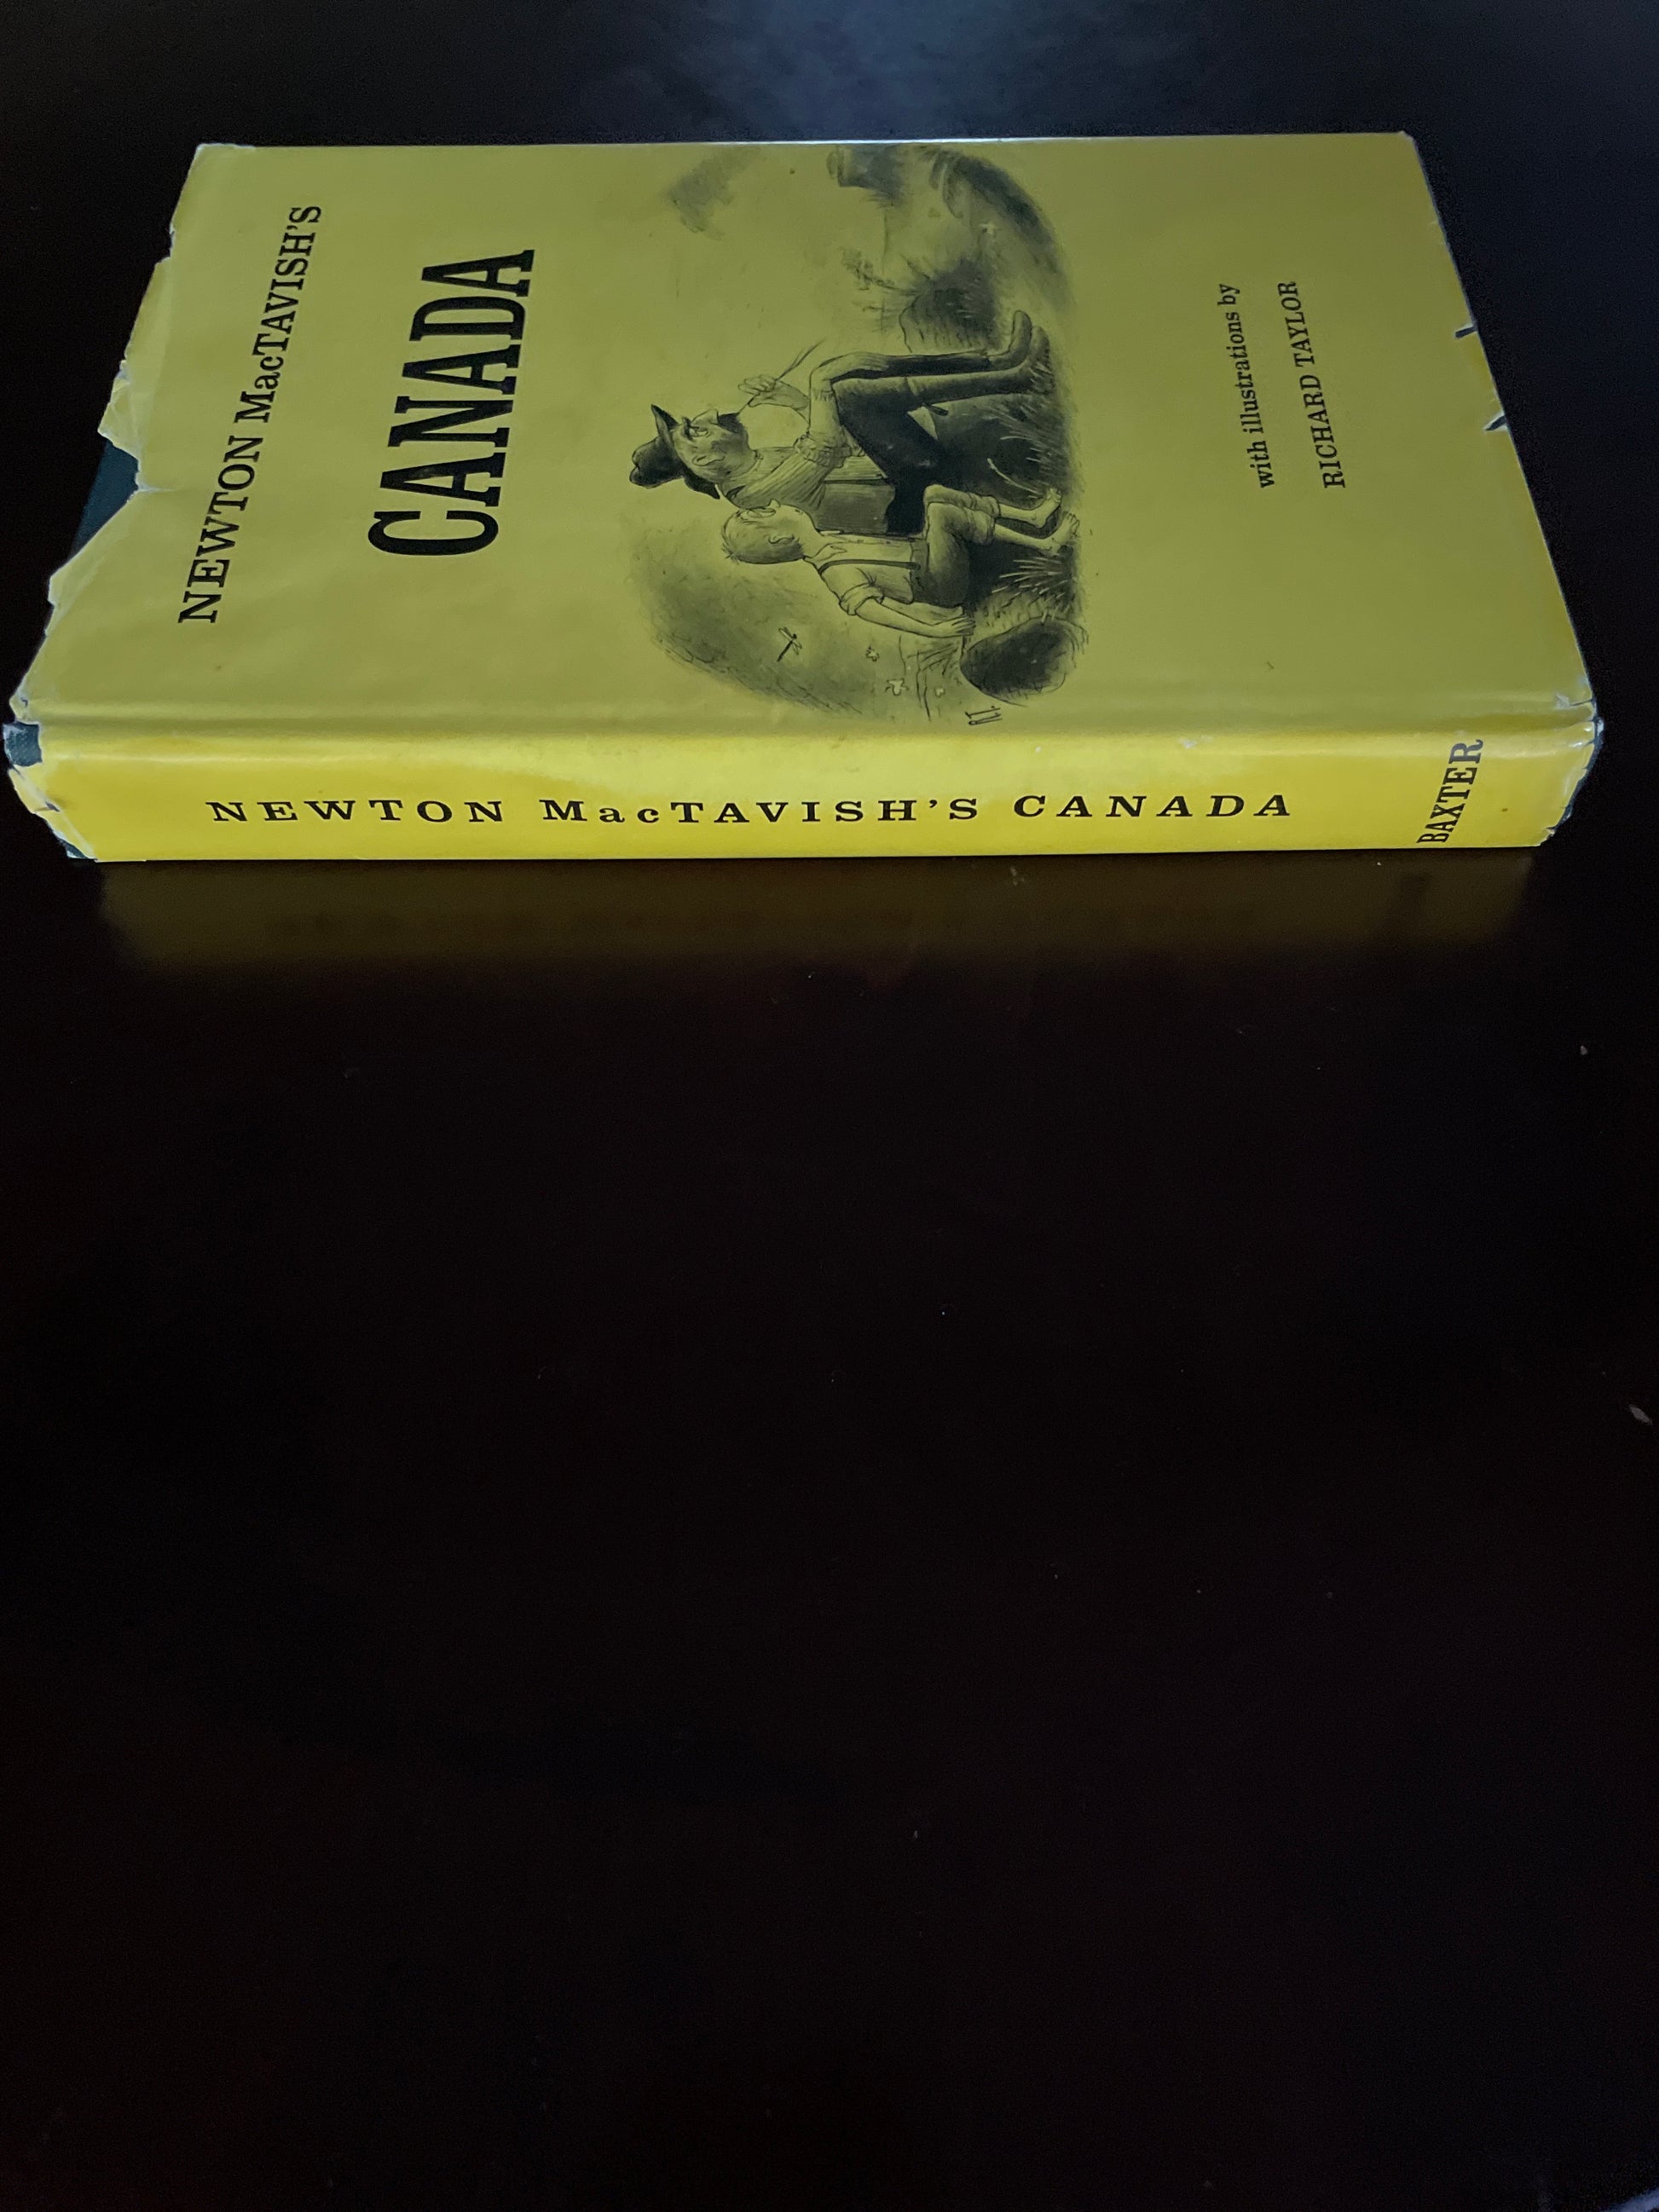 NEWTON MacTAVISH'S
CANADA
with illustrations by
RICHARD TAYLOR
NEWTON MacTAVISH'S CANADA
BAXTER
R.T.